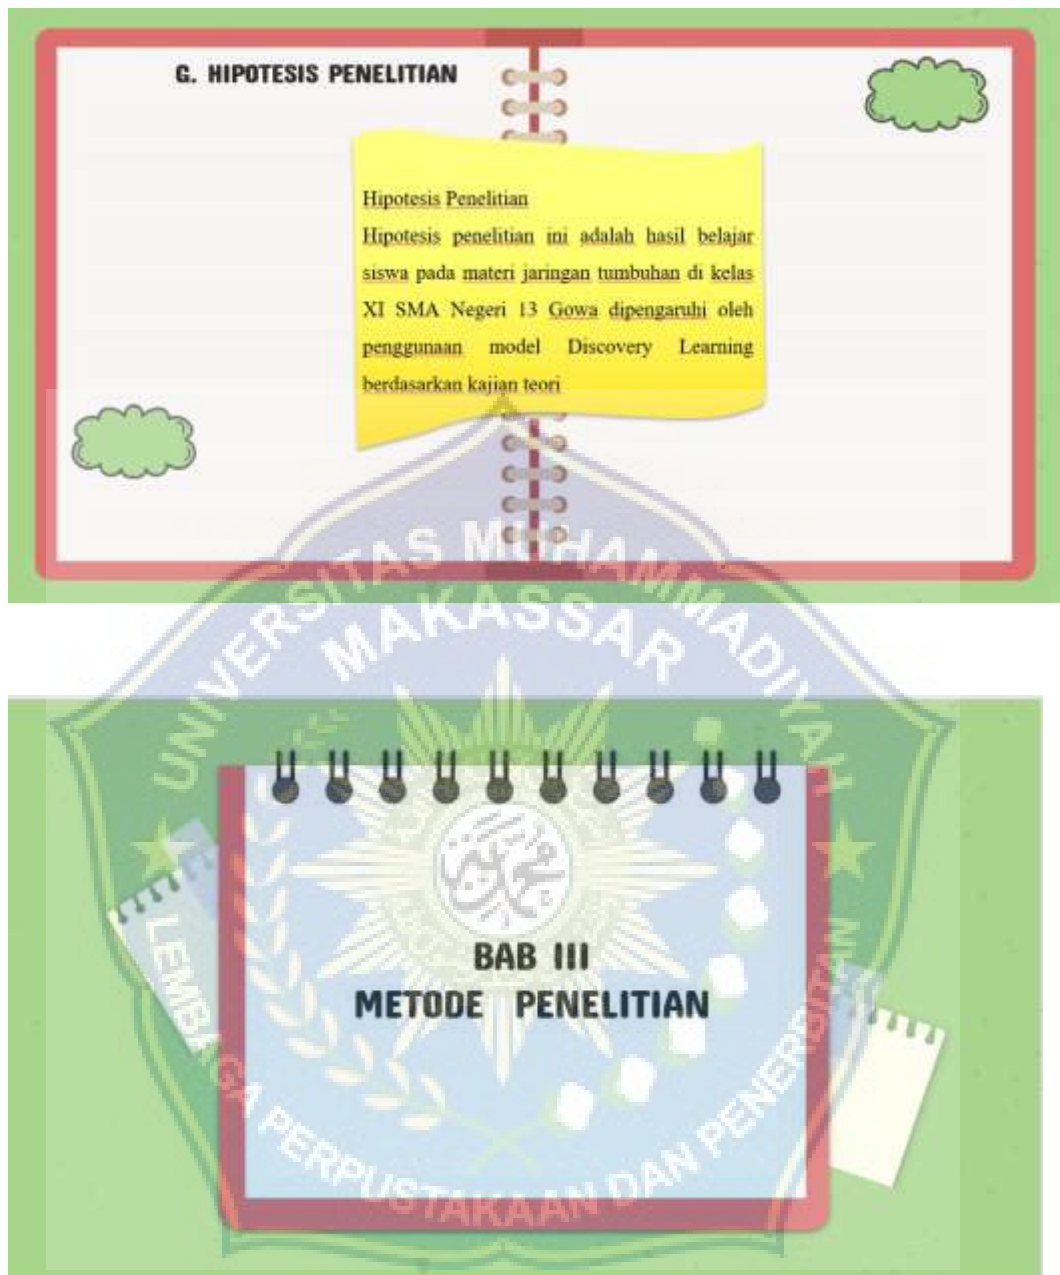 G. HIPOTESIS PENELITIAN
Hipotesis Penelitian
Hipotesis penelitian ini adalah hasil belajar
siswa pada materi jaringan tumbuhan di kelas
XI SMA Negeri 13 Gowa dipengaruhi oleh
penggunaan model Discovery Learning
berdasarkan kajian teori
UNIVERSITAS MUHAMMADIYAH
MAKASSAR
محمد
BAB III
METODE PENELITIAN
LEMBAGA PERPUSTAKAAN DAN PENERBITAN